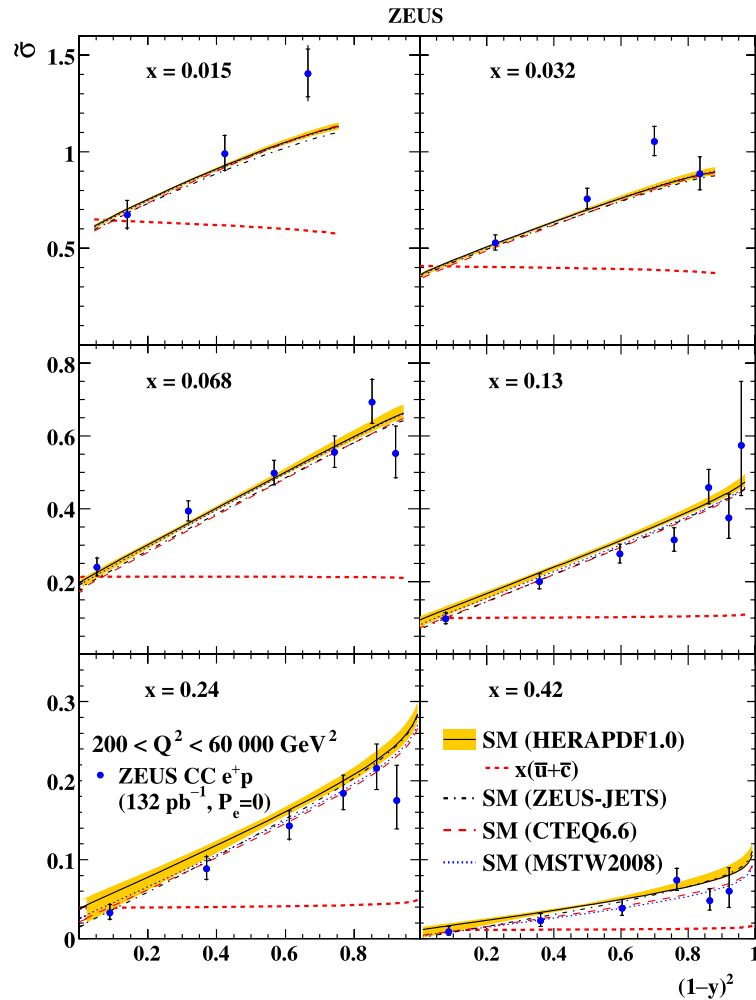 ZEUS
σ̃
x = 0.015
x = 0.032
1.5
1
0.5
x = 0.068
x = 0.13
0.8
0.6
0.4
0.2
x = 0.24
x = 0.42
0.3
0.2
0.1
0
200 < Q² < 60 000 GeV²
ZEUS CC e⁺p
(132 pb⁻¹, Pₑ=0)
SM (HERAPDF1.0)
x(u̅+c̅)
SM (ZEUS-JETS)
SM (CTEQ6.6)
SM (MSTW2008)
0.2 0.4 0.6 0.8 0.2 0.4 0.6 0.8 1
(1−y)²